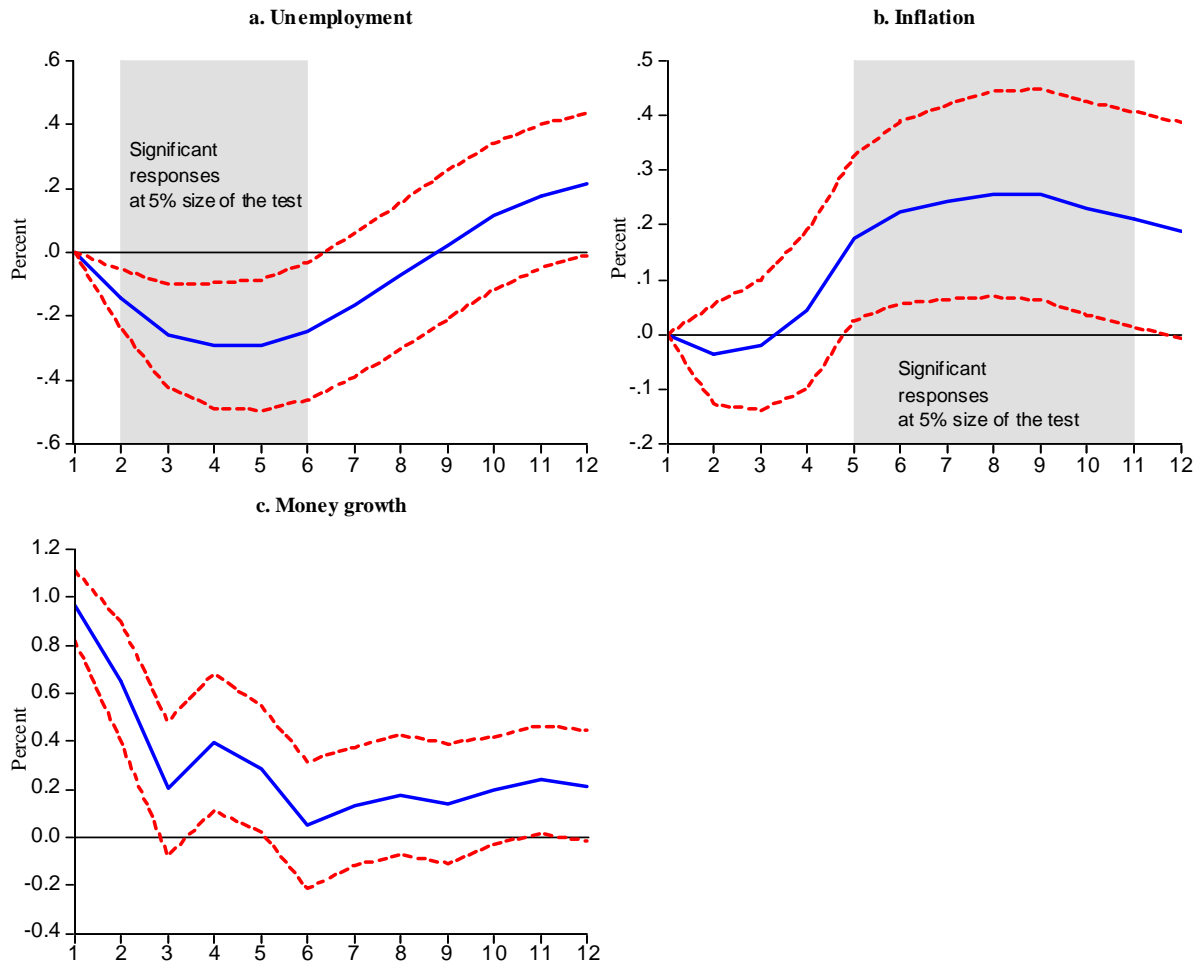 a. Unemployment
Percent
.6
.4
.2
.0
-.2
-.4
-.6
Significant
responses
at 5% size of the test
1 2 3 4 5 6 7 8 9 10 11 12
b. Inflation
Percent
.5
.4
.3
.2
.1
.0
-.1
-.2
Significant
responses
at 5% size of the test
1 2 3 4 5 6 7 8 9 10 11 12
c. Money growth
Percent
1.2
1.0
0.8
0.6
0.4
0.2
0.0
-0.2
-0.4
1 2 3 4 5 6 7 8 9 10 11 12